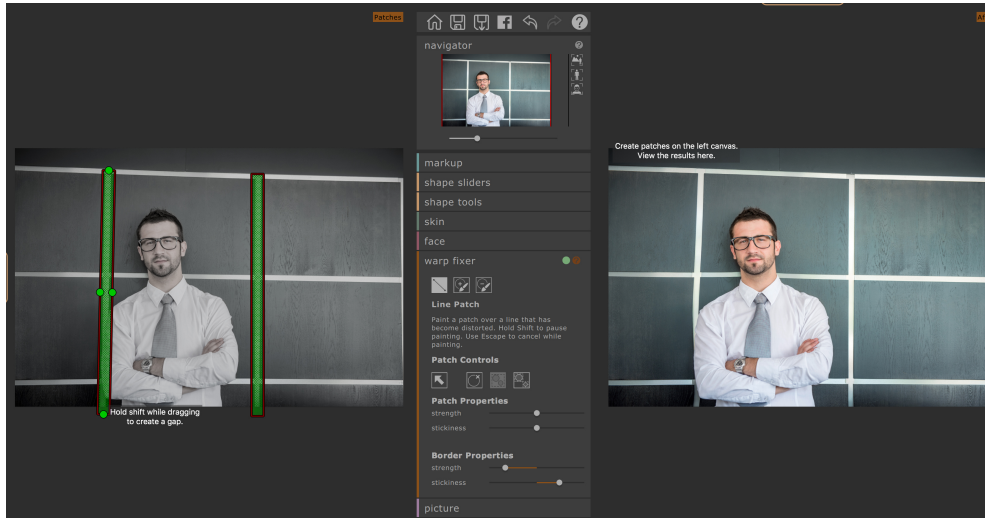 Patches
navigator
markup
shape sliders
shape tools
skin
face
warp fixer
Line Patch
Paint a patch over a line that has
become distorted. Hold Shift to pause
painting. Use Escape to cancel while
painting.
Patch Controls
Patch Properties
strength
stickiness
Border Properties
strength
stickiness
picture
Hold shift while dragging
to create a gap.
Create patches on the left canvas.
View the results here.